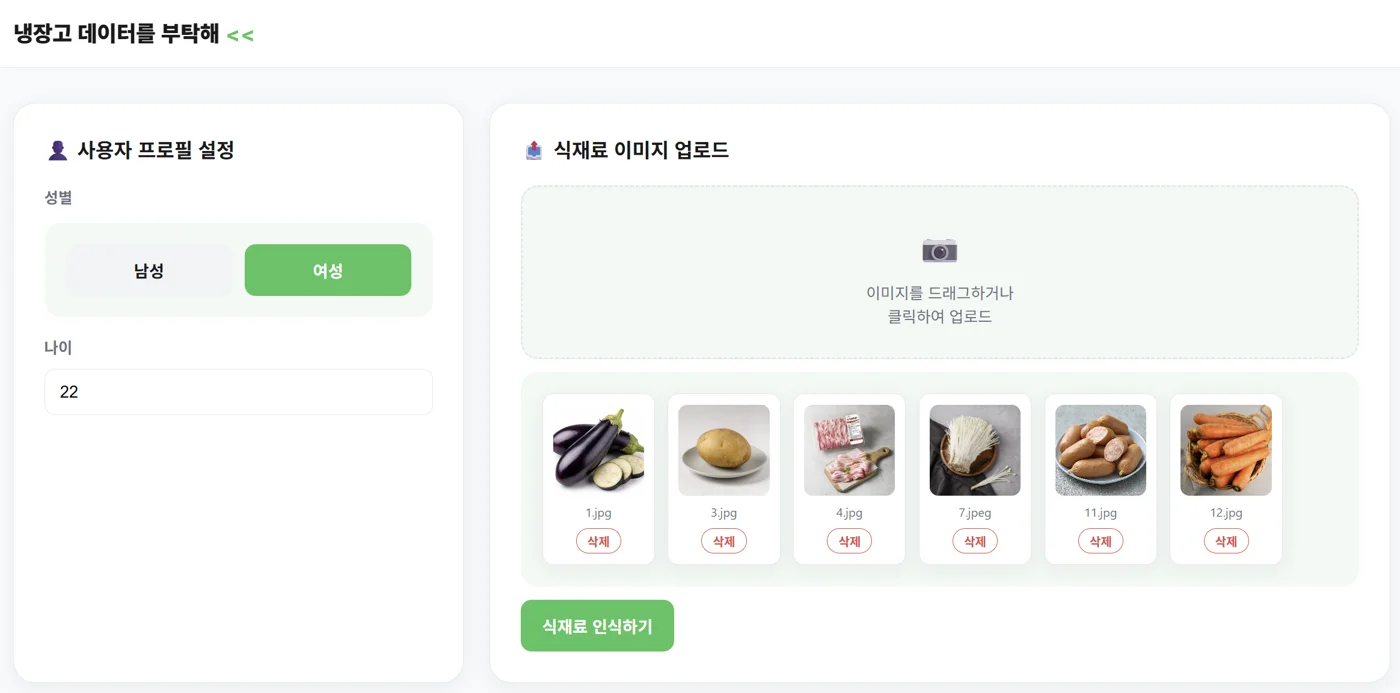 냉장고 데이터를 부탁해 <<
사용자 프로필 설정
성별
남성
여성
나이
22
식재료 이미지 업로드
이미지를 드래그하거나
클릭하여 업로드
1.jpg
삭제
3.jpg
삭제
4.jpg
삭제
7.jpeg
삭제
11.jpg
삭제
12.jpg
삭제
식재료 인식하기